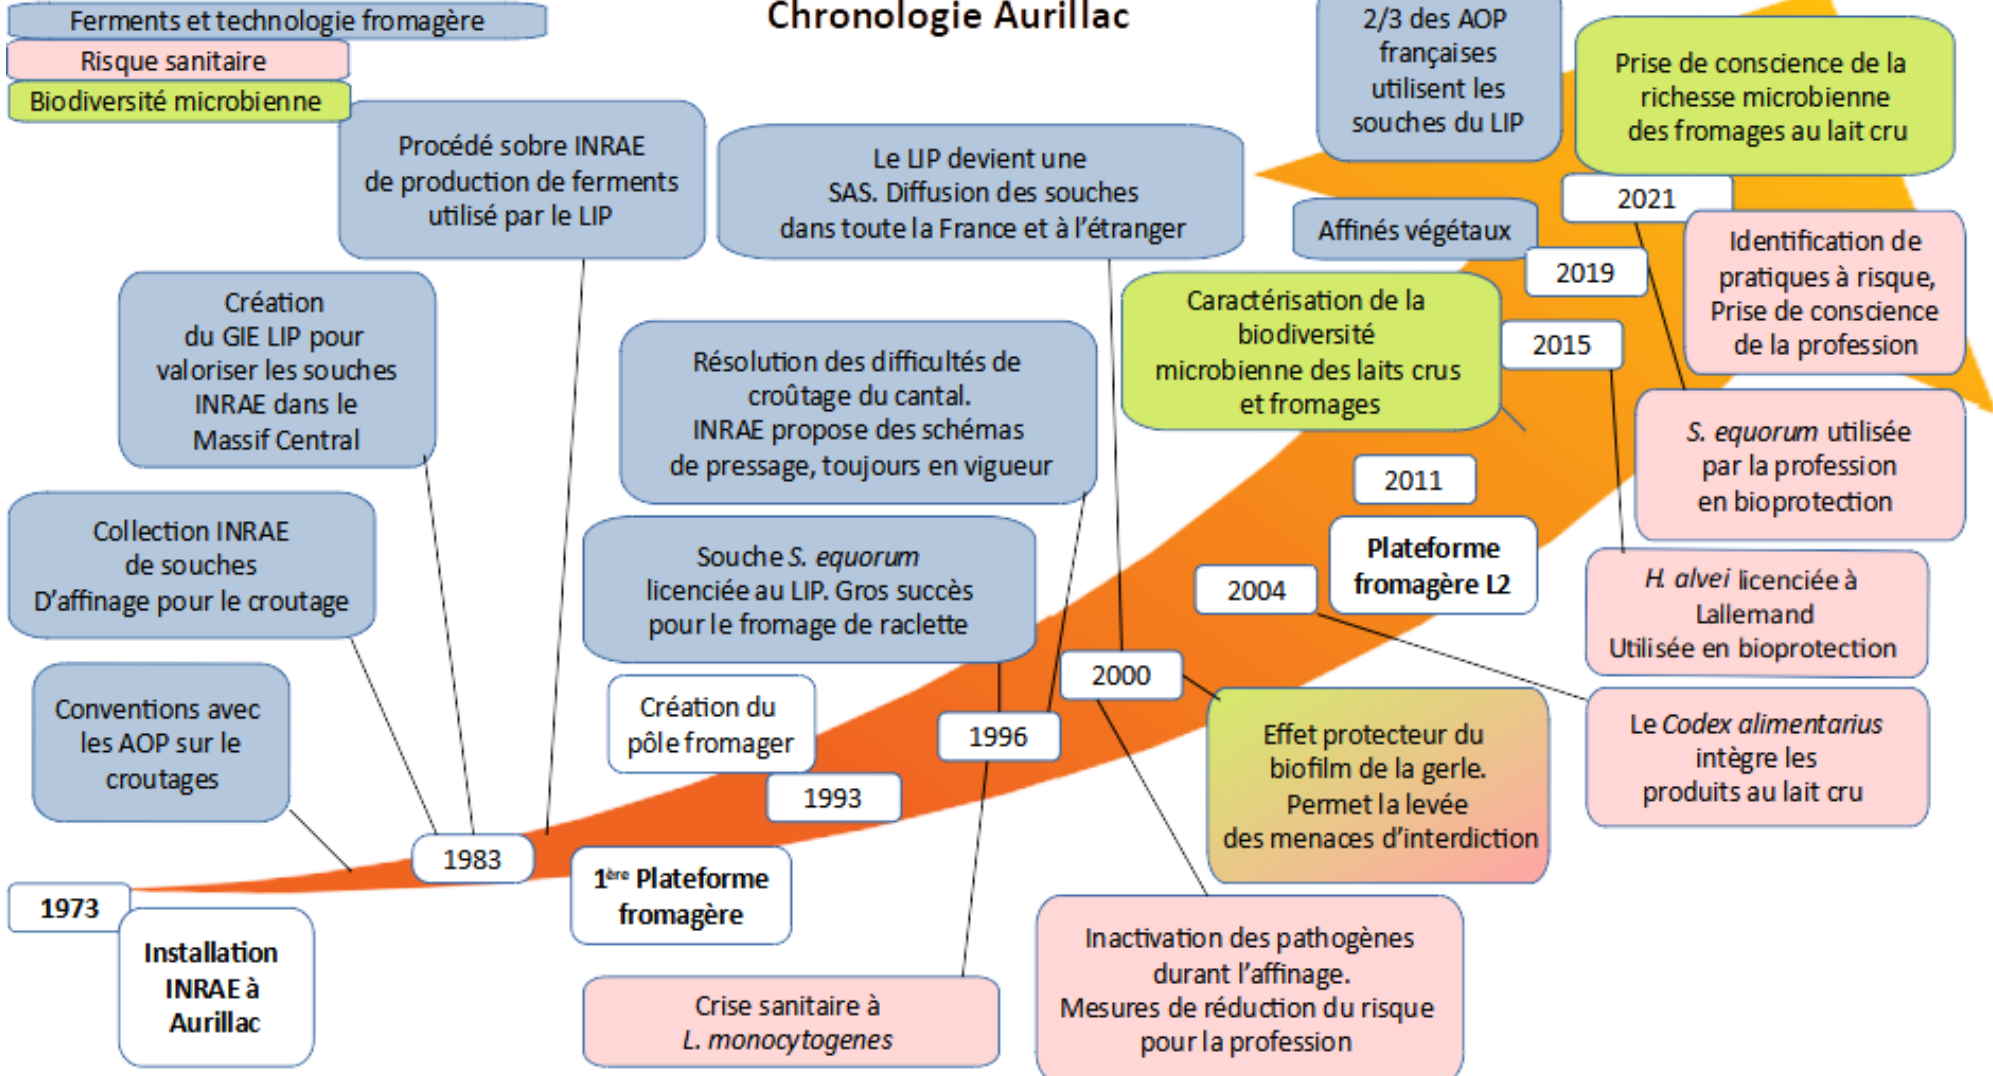 Chronologie Aurillac
Ferments et technologie fromagère
Risque sanitaire
Biodiversité microbienne
Procédé sobre INRAE
de production de ferments
utilisé par le LIP
Le LIP devient une
SAS. Diffusion des souches
dans toute la France et à l'étranger
2/3 des AOP
françaises
utilisent les
souches du LIP
Prise de conscience de la
richesse microbienne
des fromages au lait cru
2021
Affinés végétaux
2019
Identification de
pratiques à risque,
Prise de conscience
de la profession
Création
du GIE LIP pour
valoriser les souches
INRAE dans le
Massif Central
Résolution des difficultés de
croûtage du cantal.
INRAE propose des schémas
de pressage, toujours en vigueur
Caractérisation de la
biodiversité
microbienne des laits crus
et fromages
2015
S. equorum utilisée
par la profession
en bioprotection
2011
Collection INRAE
de souches
D'affinage pour le croutage
Souche S. equorum
licenciée au LIP. Gros succès
pour le fromage de raclette
Plateforme
fromagère L2
2004
H. alvei licenciée à
Lallemand
Utilisée en bioprotection
Conventions avec
les AOP sur le
croutages
Création du
pôle fromager
2000
1996
1993
Effet protecteur du
biofilm de la gerle.
Permet la levée
des menaces d'interdiction
Le Codex alimentarius
intègre les
produits au lait cru
1983
1973
1ère Plateforme
fromagère
Installation
INRAE à
Aurillac
Crise sanitaire à
L. monocytogenes
Inactivation des pathogènes
durant l'affinage.
Mesures de réduction du risque
pour la profession